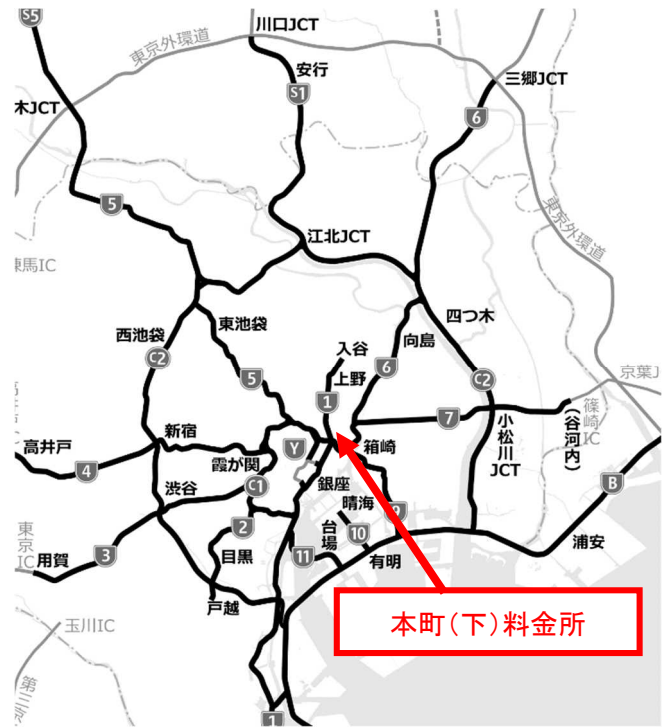 S5
川口JCT
東京外環道
安行
三郷JCT
木JCT
S1
6
5
江北JCT
東京外環道
練馬IC
四つ木
西池袋
東池袋
入谷
向島
C2
上野
6
5
C2
京葉J
1
7
小松川JCT
篠崎IC
(谷河内)
新宿
箱崎
高井戸
Y
霞が関
4
銀座
渋谷
C1
晴海
9
B
2
台場
10
東京IC
3
目黒
11
有明
浦安
用賀
戸越
本町(下)料金所
玉川IC
第三京
1